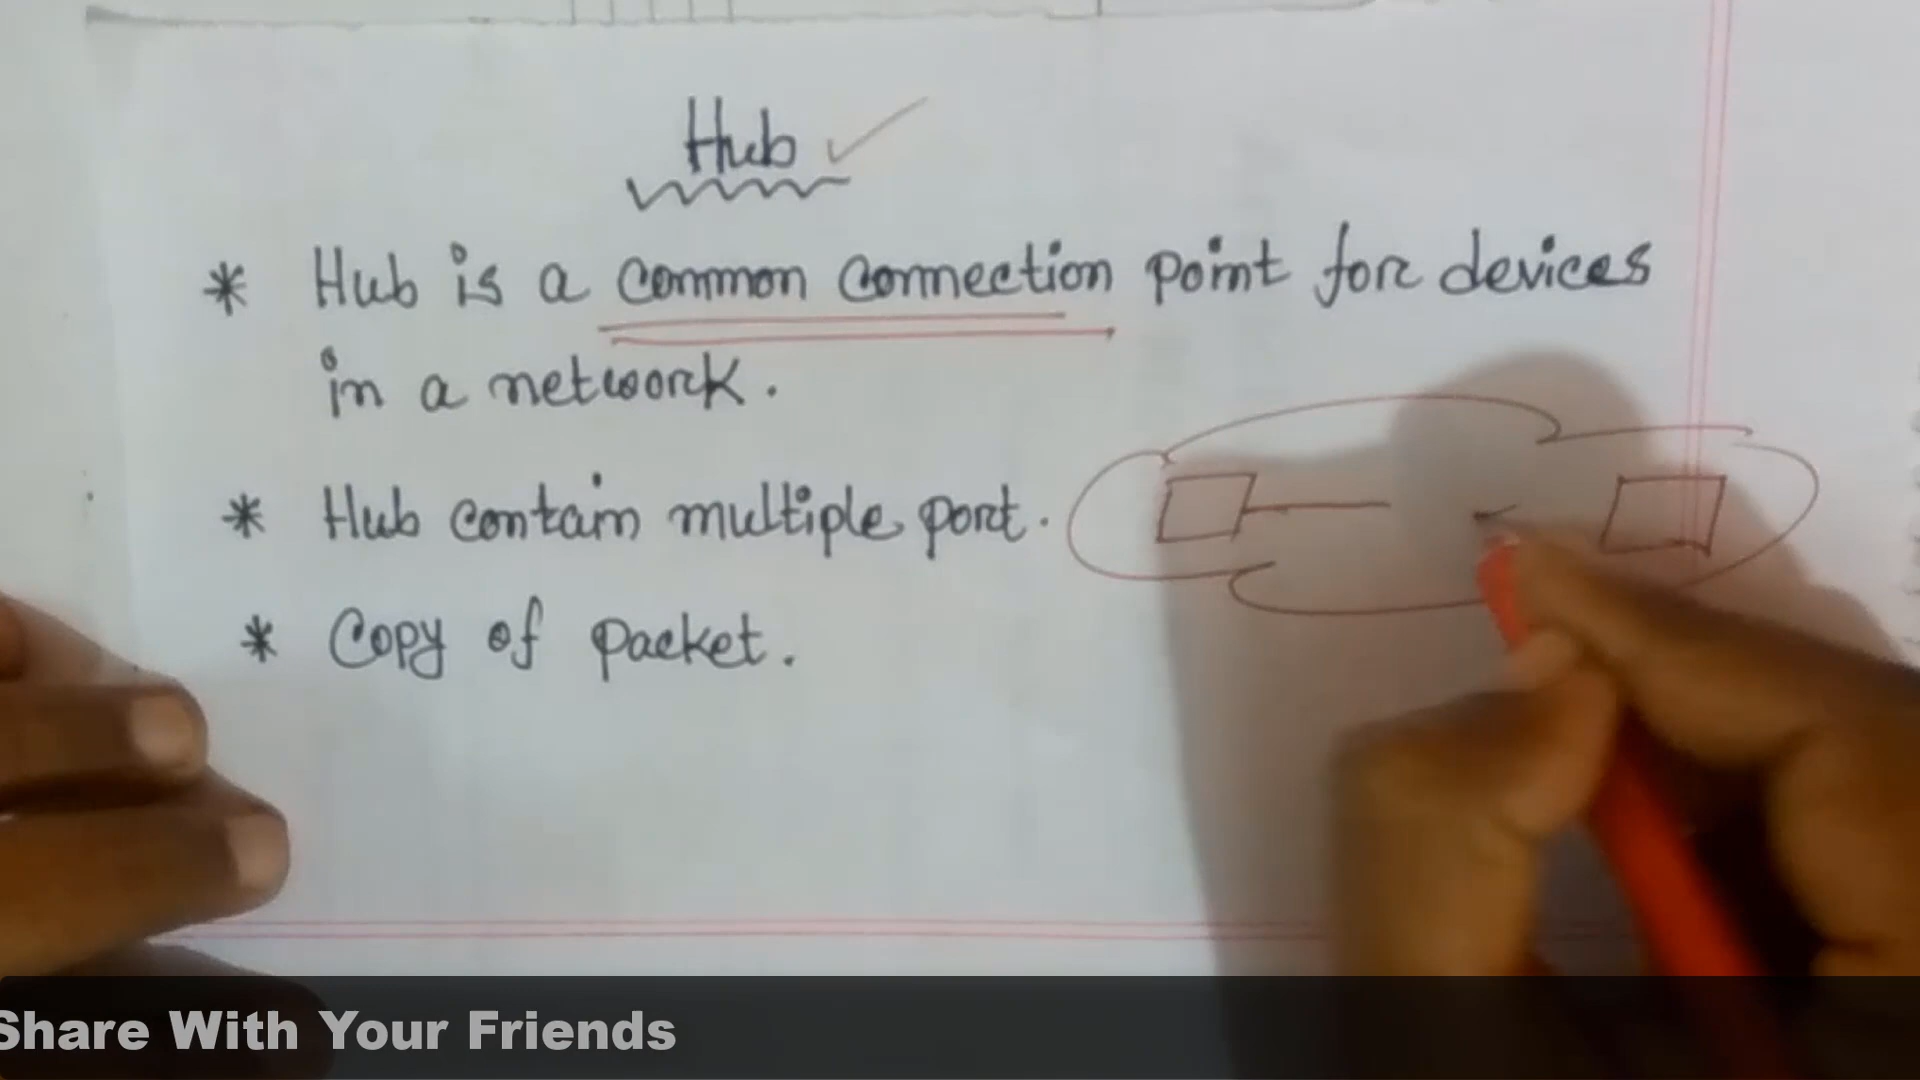 Hub
* Hub is a common connection point for devices
in a network.
* Hub contain multiple port.
* Copy of packet.
Share With Your Friends